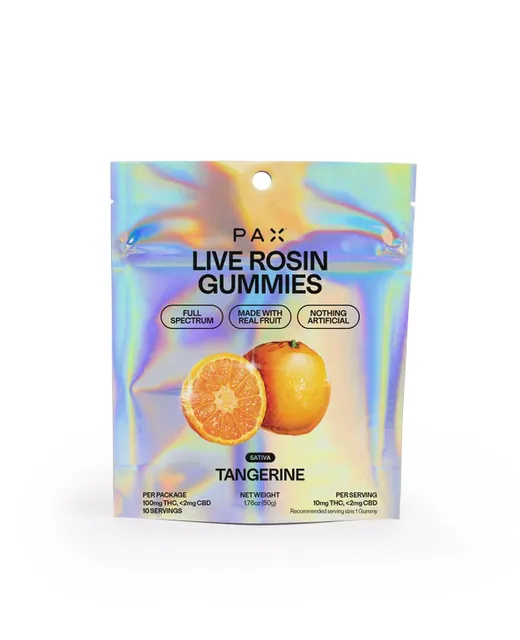 PAX
LIVE ROSIN
GUMMIES
FULL
SPECTRUM
MADE WITH
REAL FRUIT
NOTHING
ARTIFICIAL
SATIVA
TANGERINE
PER PACKAGE
100mg THC, <2mg CBD
10 SERVINGS
NET WEIGHT
1.76oz (50g)
PER SERVING
10mg THC, <2mg CBD
Recommended serving size: 1 Gummy